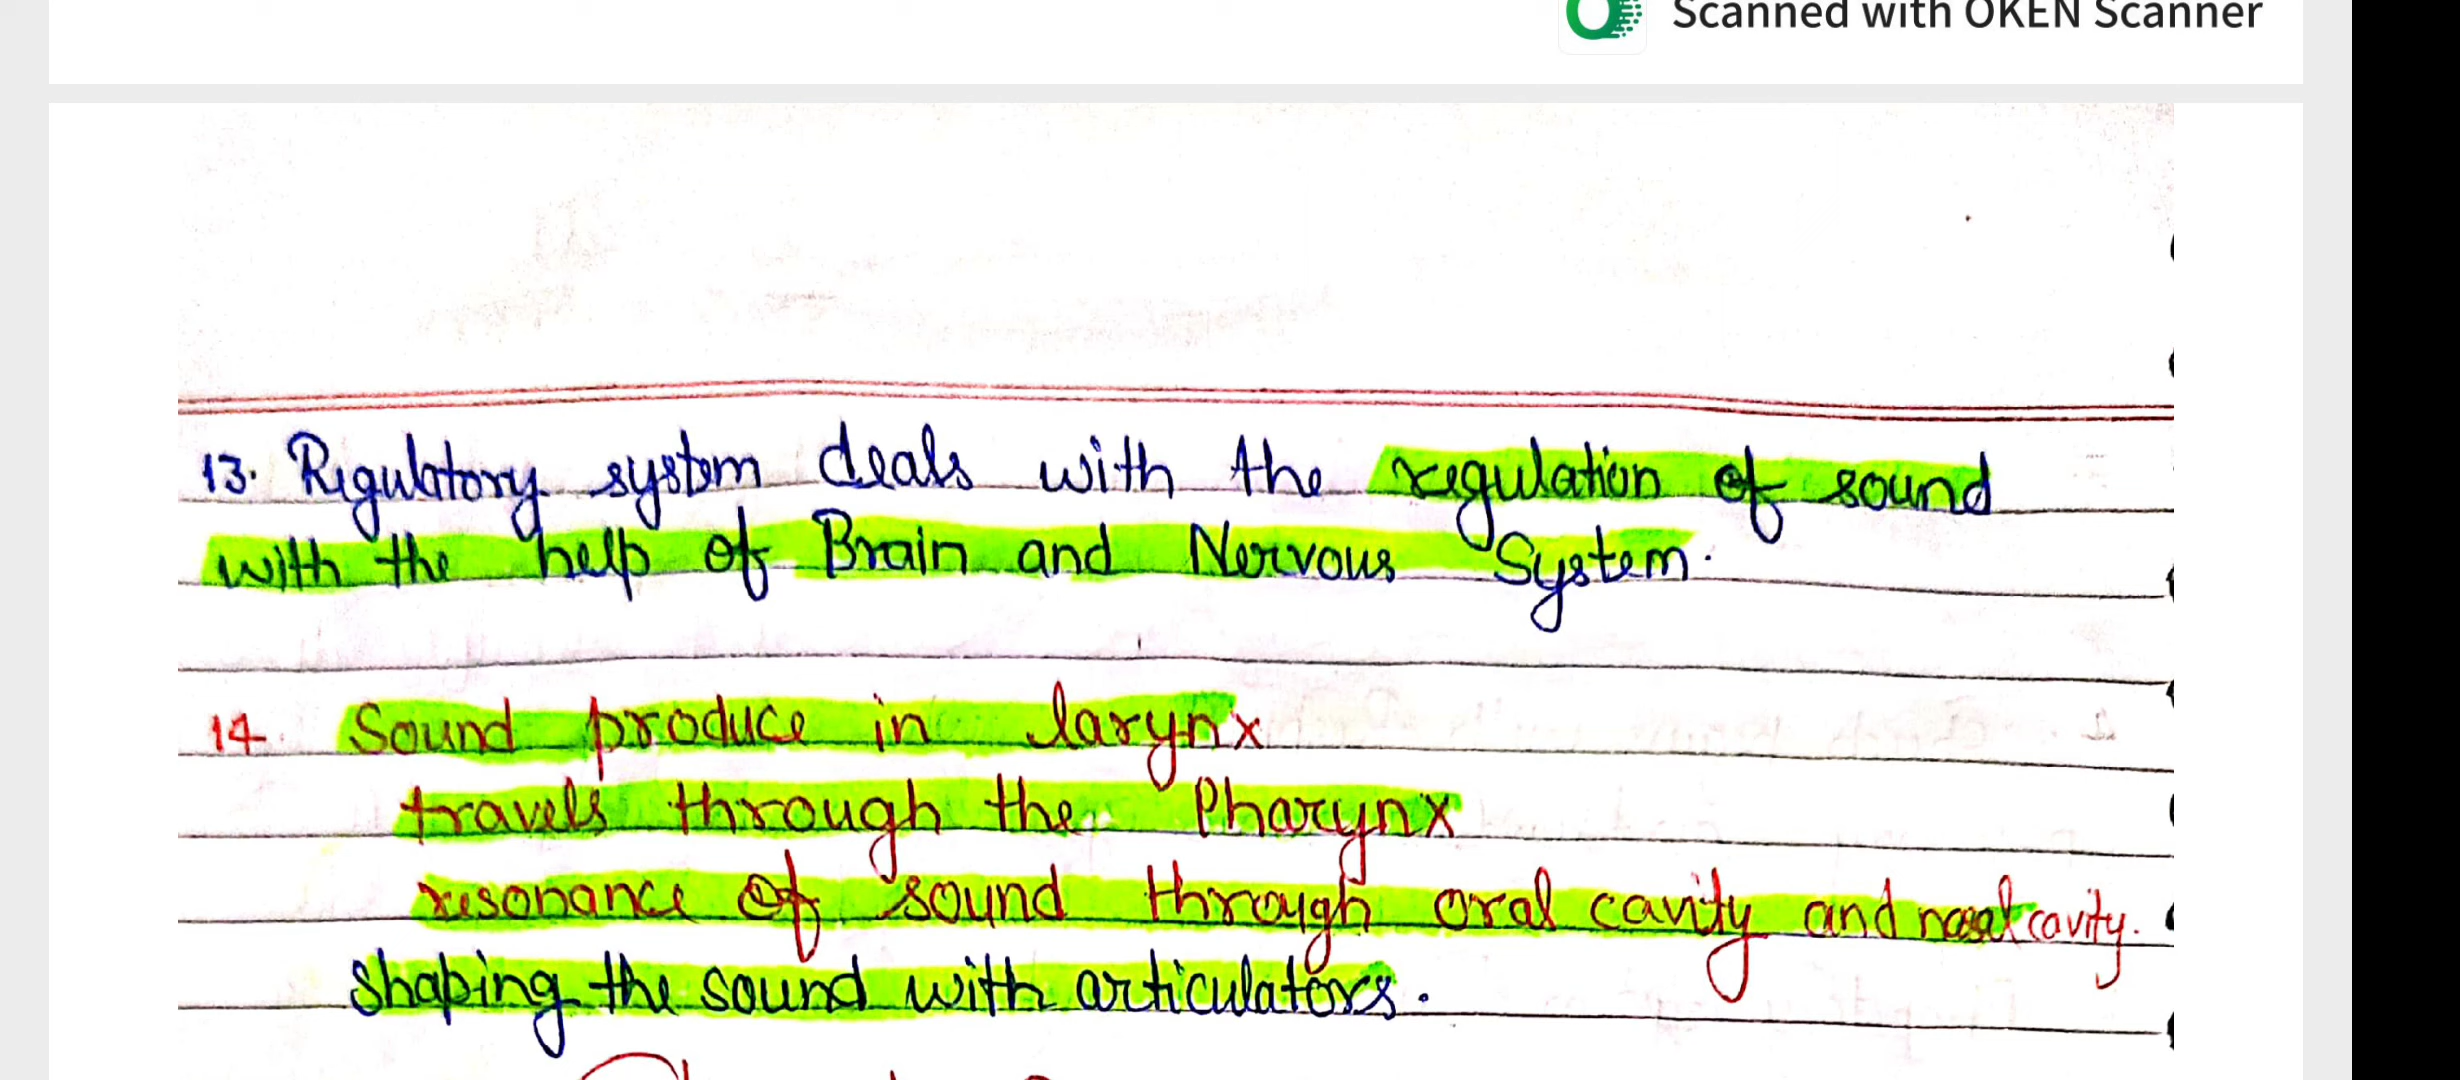 Scanned with OKEN Scanner
13. Regulatory system deals with the regulation of sound
with the help of Brain and Nervous System.
14. Sound produce in larynx
travels through the Pharynx
resonance of sound through oral cavity and nasal cavity.
shaping the sound with articulators.